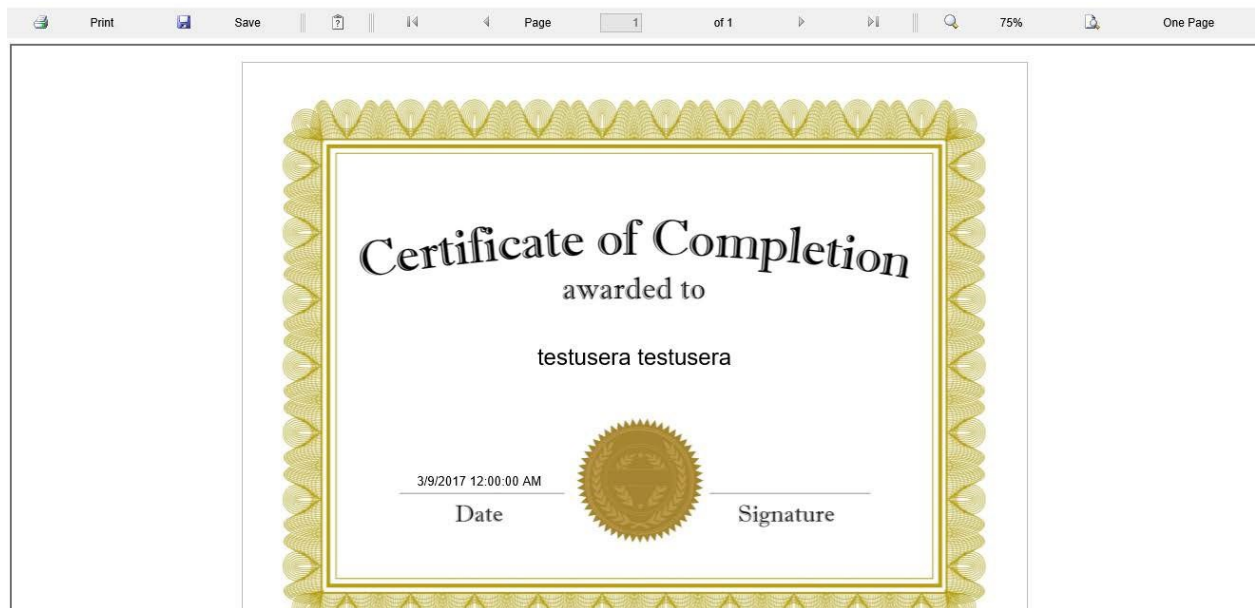 Print Save Page 1 of 1 75% One Page
Certificate of Completion
awarded to
testusera testusera
3/9/2017 12:00:00 AM
Date Signature